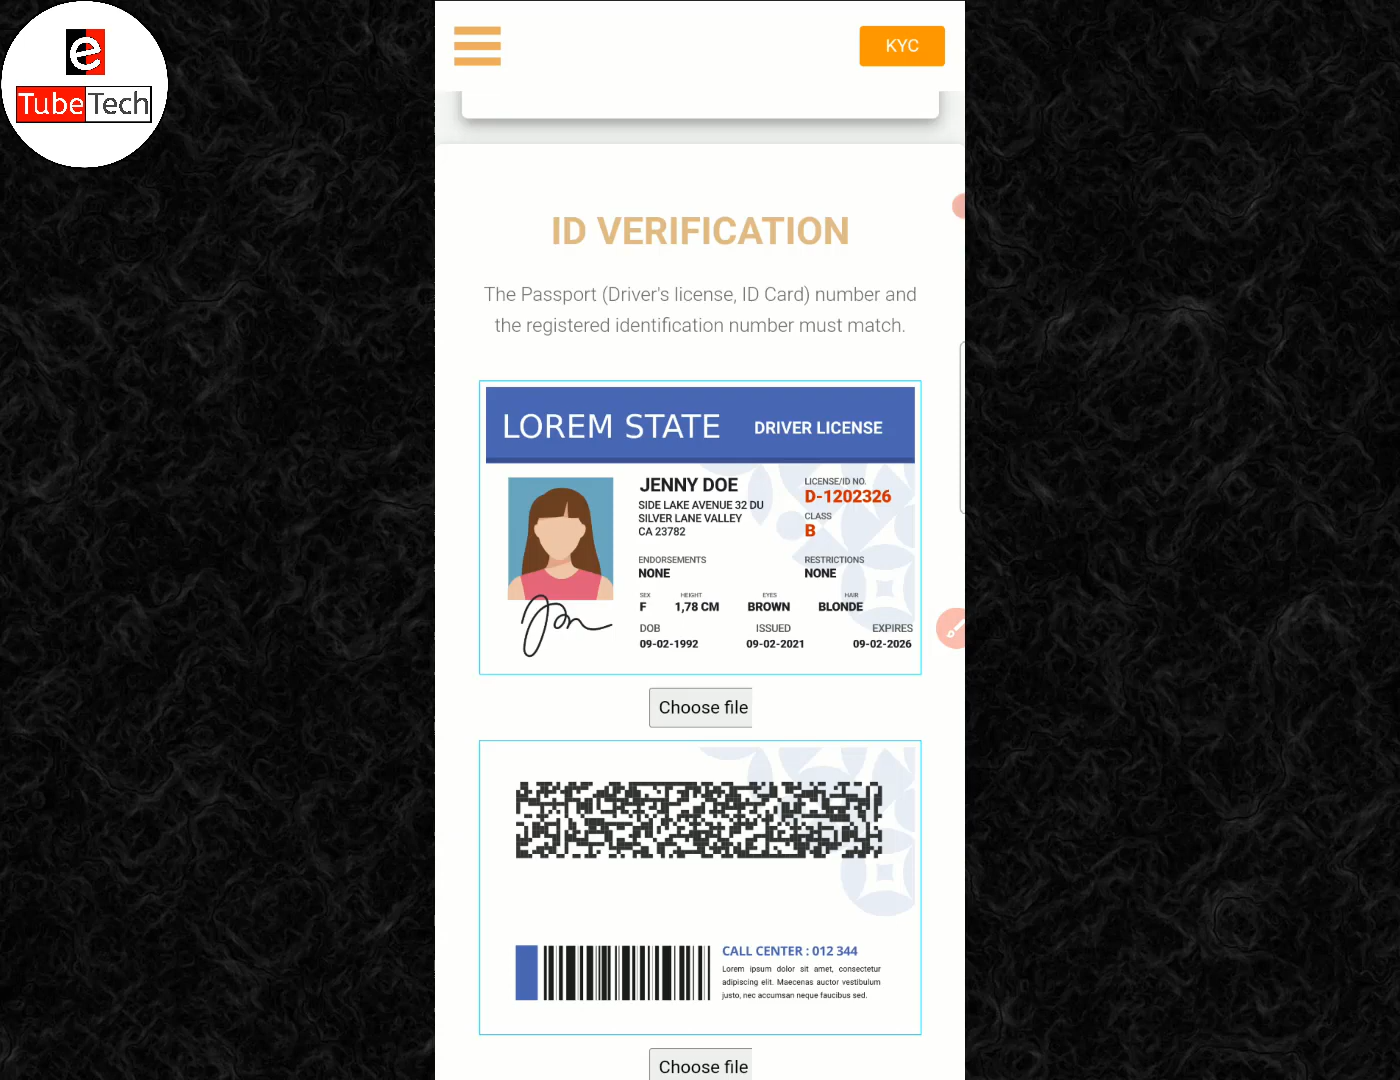 e
TubeTech
KYC
ID VERIFICATION
The Passport (Driver's license, ID Card) number and
the registered identification number must match.
LOREM STATE DRIVER LICENSE
JENNY DOE
SIDE LAKE AVENUE 32 DU
SILVER LANE VALLEY
CA 23782
LICENSE/ID NO.
D-1202326
CLASS
B
ENDORSEMENTS RESTRICTIONS
NONE NONE
SEX HEIGHT EYES HAIR
F 1,78 CM BROWN BLONDE
DOB ISSUED EXPIRES
09-02-1992 09-02-2021 09-02-2026
Choose file
CALL CENTER : 012 344
Lorem ipsum dolor sit amet, consectetur
adipiscing elit. Maecenas auctor vestibulum
justo, nec accumsan neque faucibus sed.
Choose file